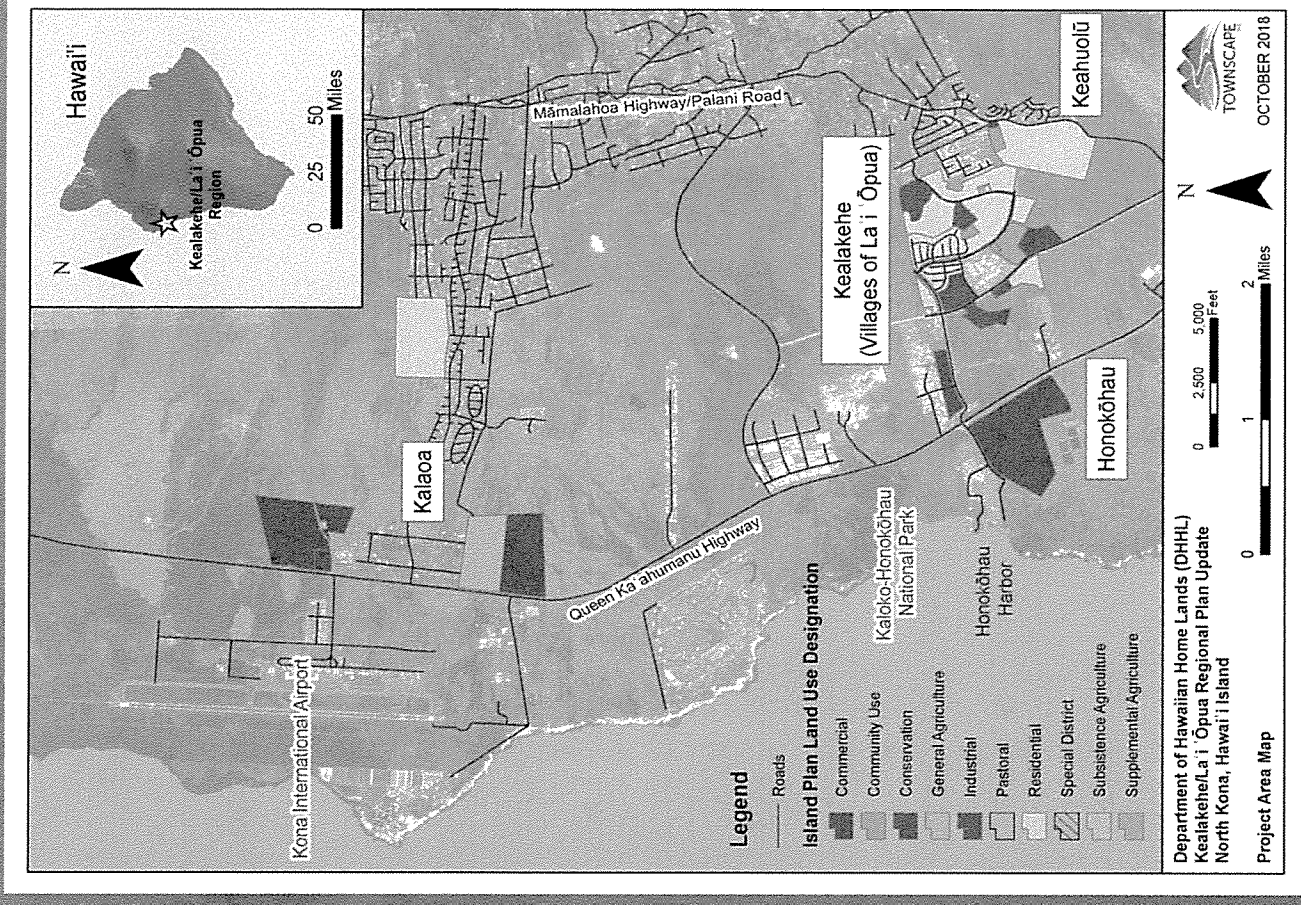 Hawai'i
N
Kealakehe/La'i 'Ōpua
Region
0 25 50
Miles
Māmalahoa Highway/Palani Road
Kalaoa
Kealakehe
(Villages of La'i 'Ōpua)
Keahuolū
Kona International Airport
Queen Ka'ahumanu Highway
Kaloko-Honokōhau
National Park
Honokōhau
Harbor
Honokōhau
Legend
Roads
Island Plan Land Use Designation
Commercial
Community Use
Conservation
General Agriculture
Industrial
Pastoral
Residential
Special District
Subsistence Agriculture
Supplemental Agriculture
0 2,500 5,000
Feet
0 1 2
Miles
N
Department of Hawaiian Home Lands (DHHL)
Kealakehe/La'i 'Ōpua Regional Plan Update
North Kona, Hawai'i Island
Project Area Map
TOWNSCAPE
OCTOBER 2018